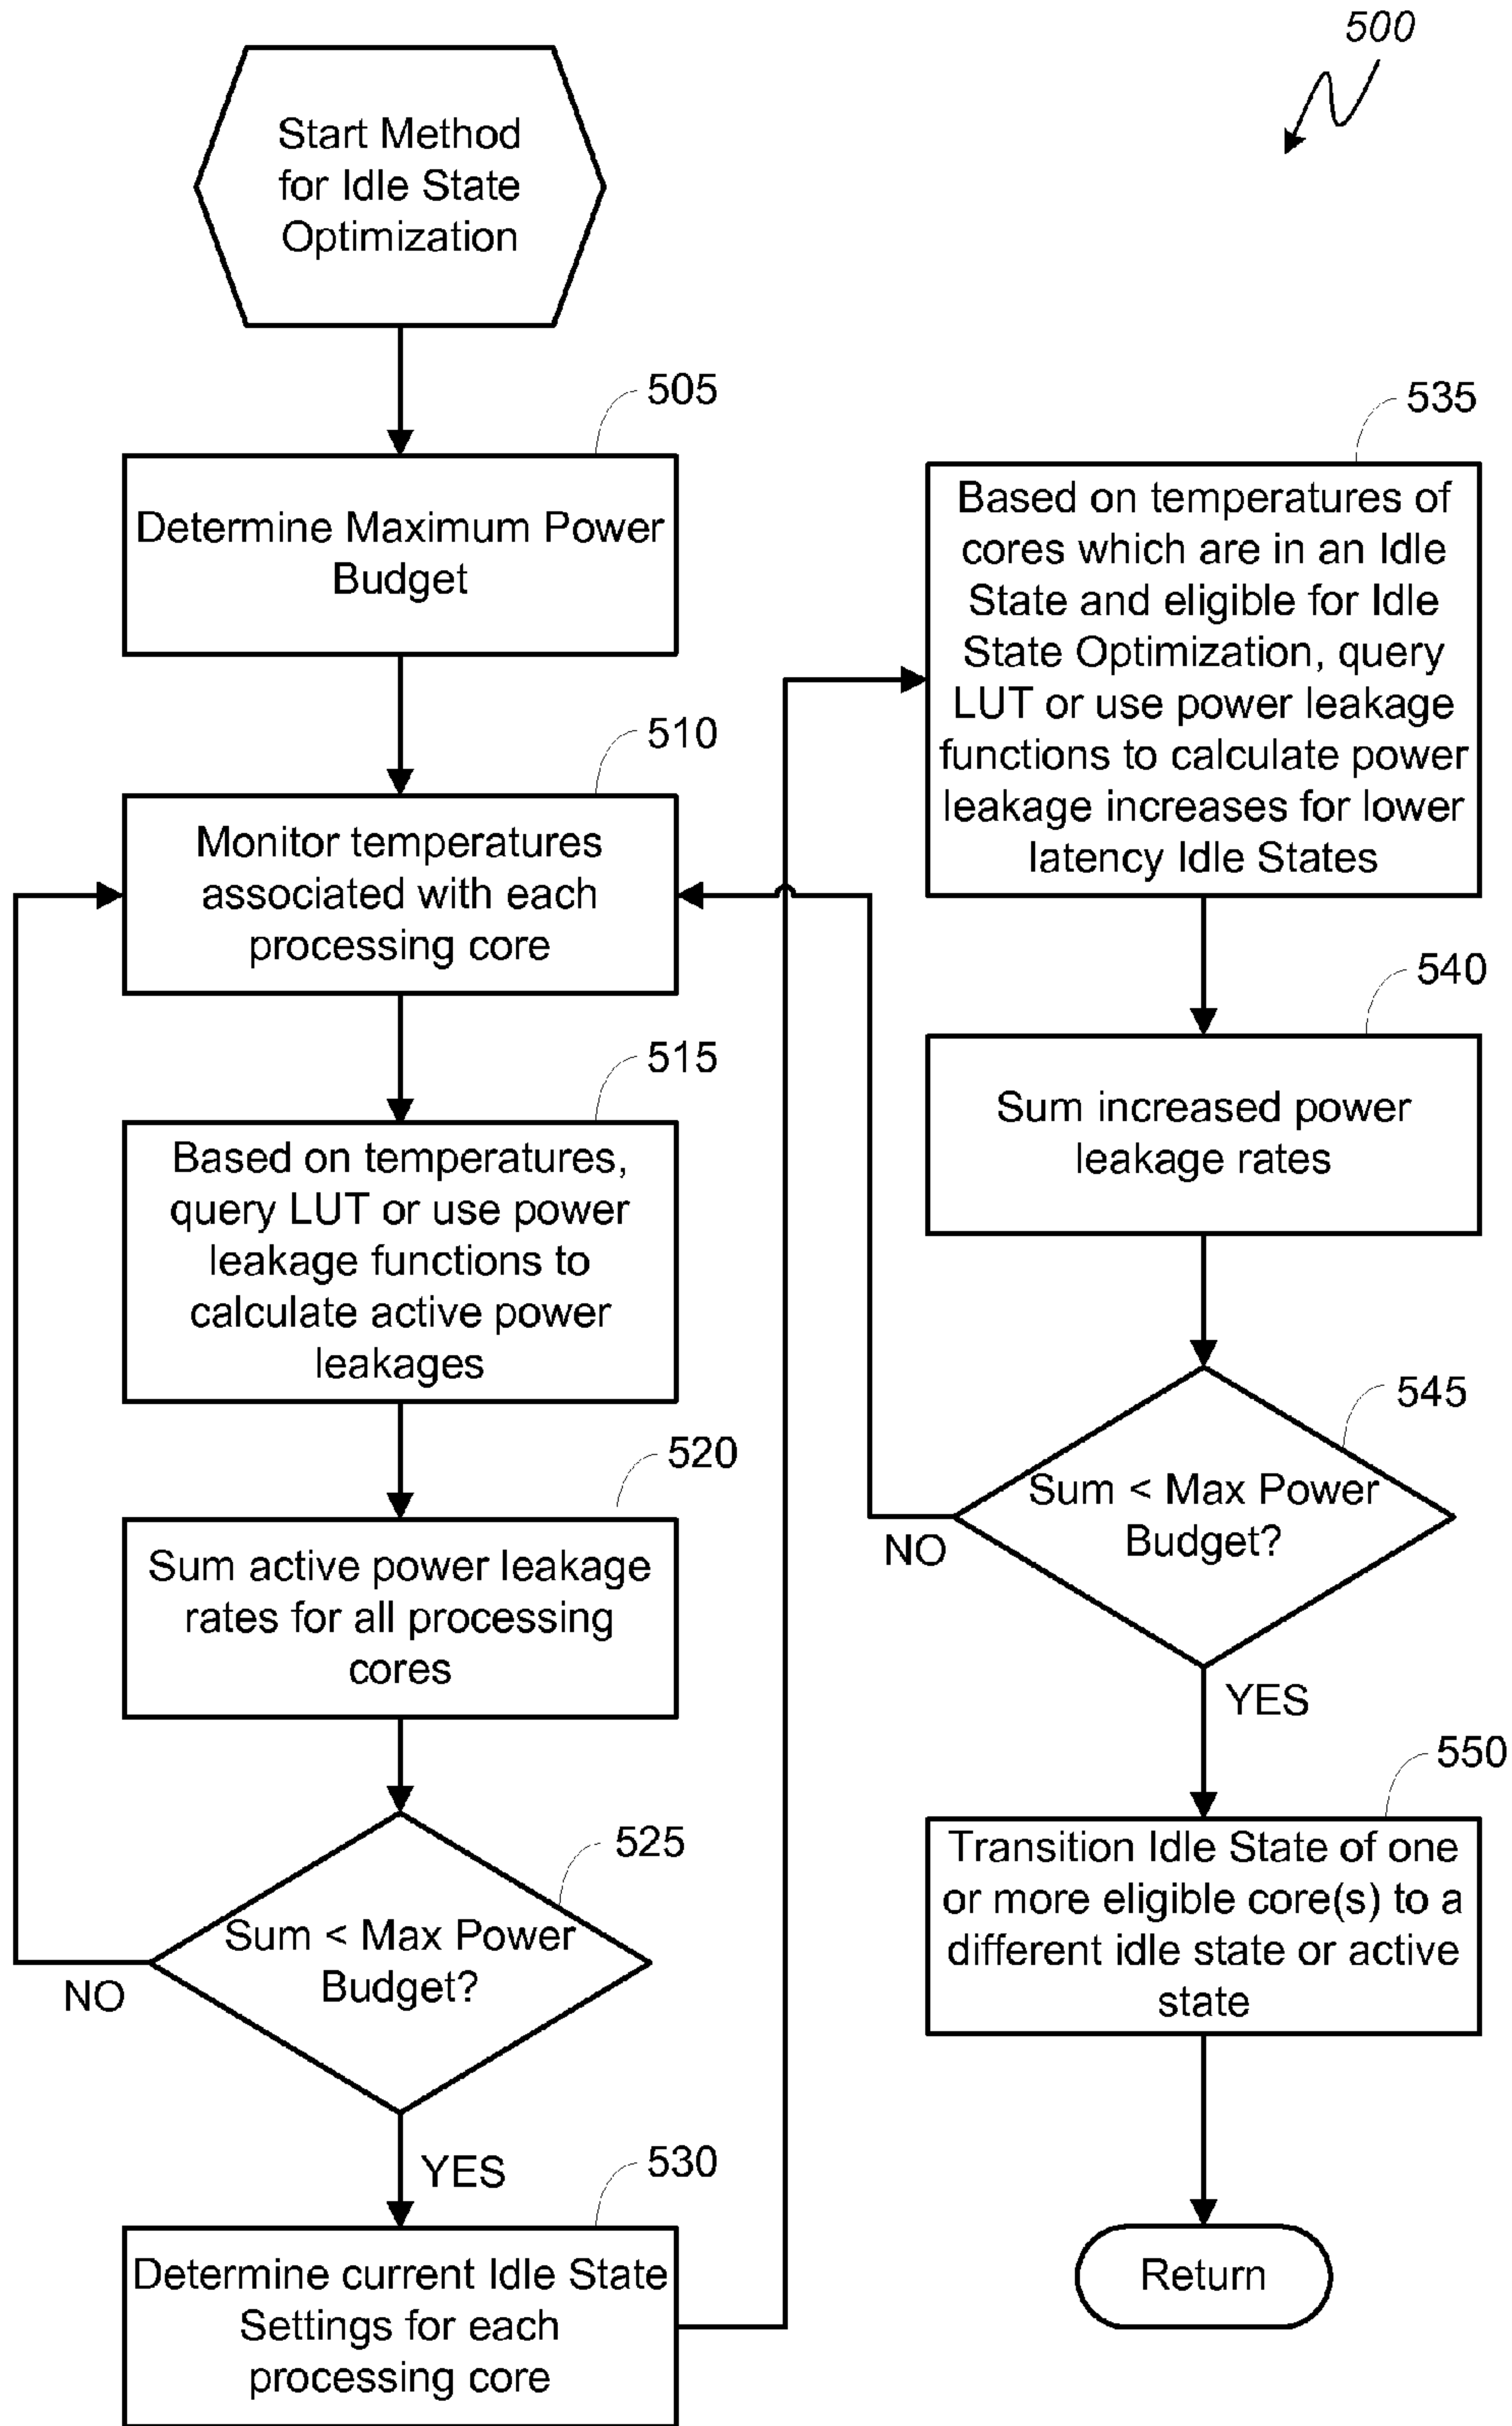 500
Start Method
for Idle State
Optimization
505
Determine Maximum Power
Budget
510
Monitor temperatures
associated with each
processing core
515
Based on temperatures,
query LUT or use power
leakage functions to
calculate active power
leakages
520
Sum active power leakage
rates for all processing
cores
525
Sum < Max Power
Budget?
NO
YES
530
Determine current Idle State
Settings for each
processing core
535
Based on temperatures of
cores which are in an Idle
State and eligible for Idle
State Optimization, query
LUT or use power leakage
functions to calculate power
leakage increases for lower
latency Idle States
540
Sum increased power
leakage rates
545
Sum < Max Power
Budget?
NO
YES
550
Transition Idle State of one
or more eligible core(s) to a
different idle state or active
state
Return